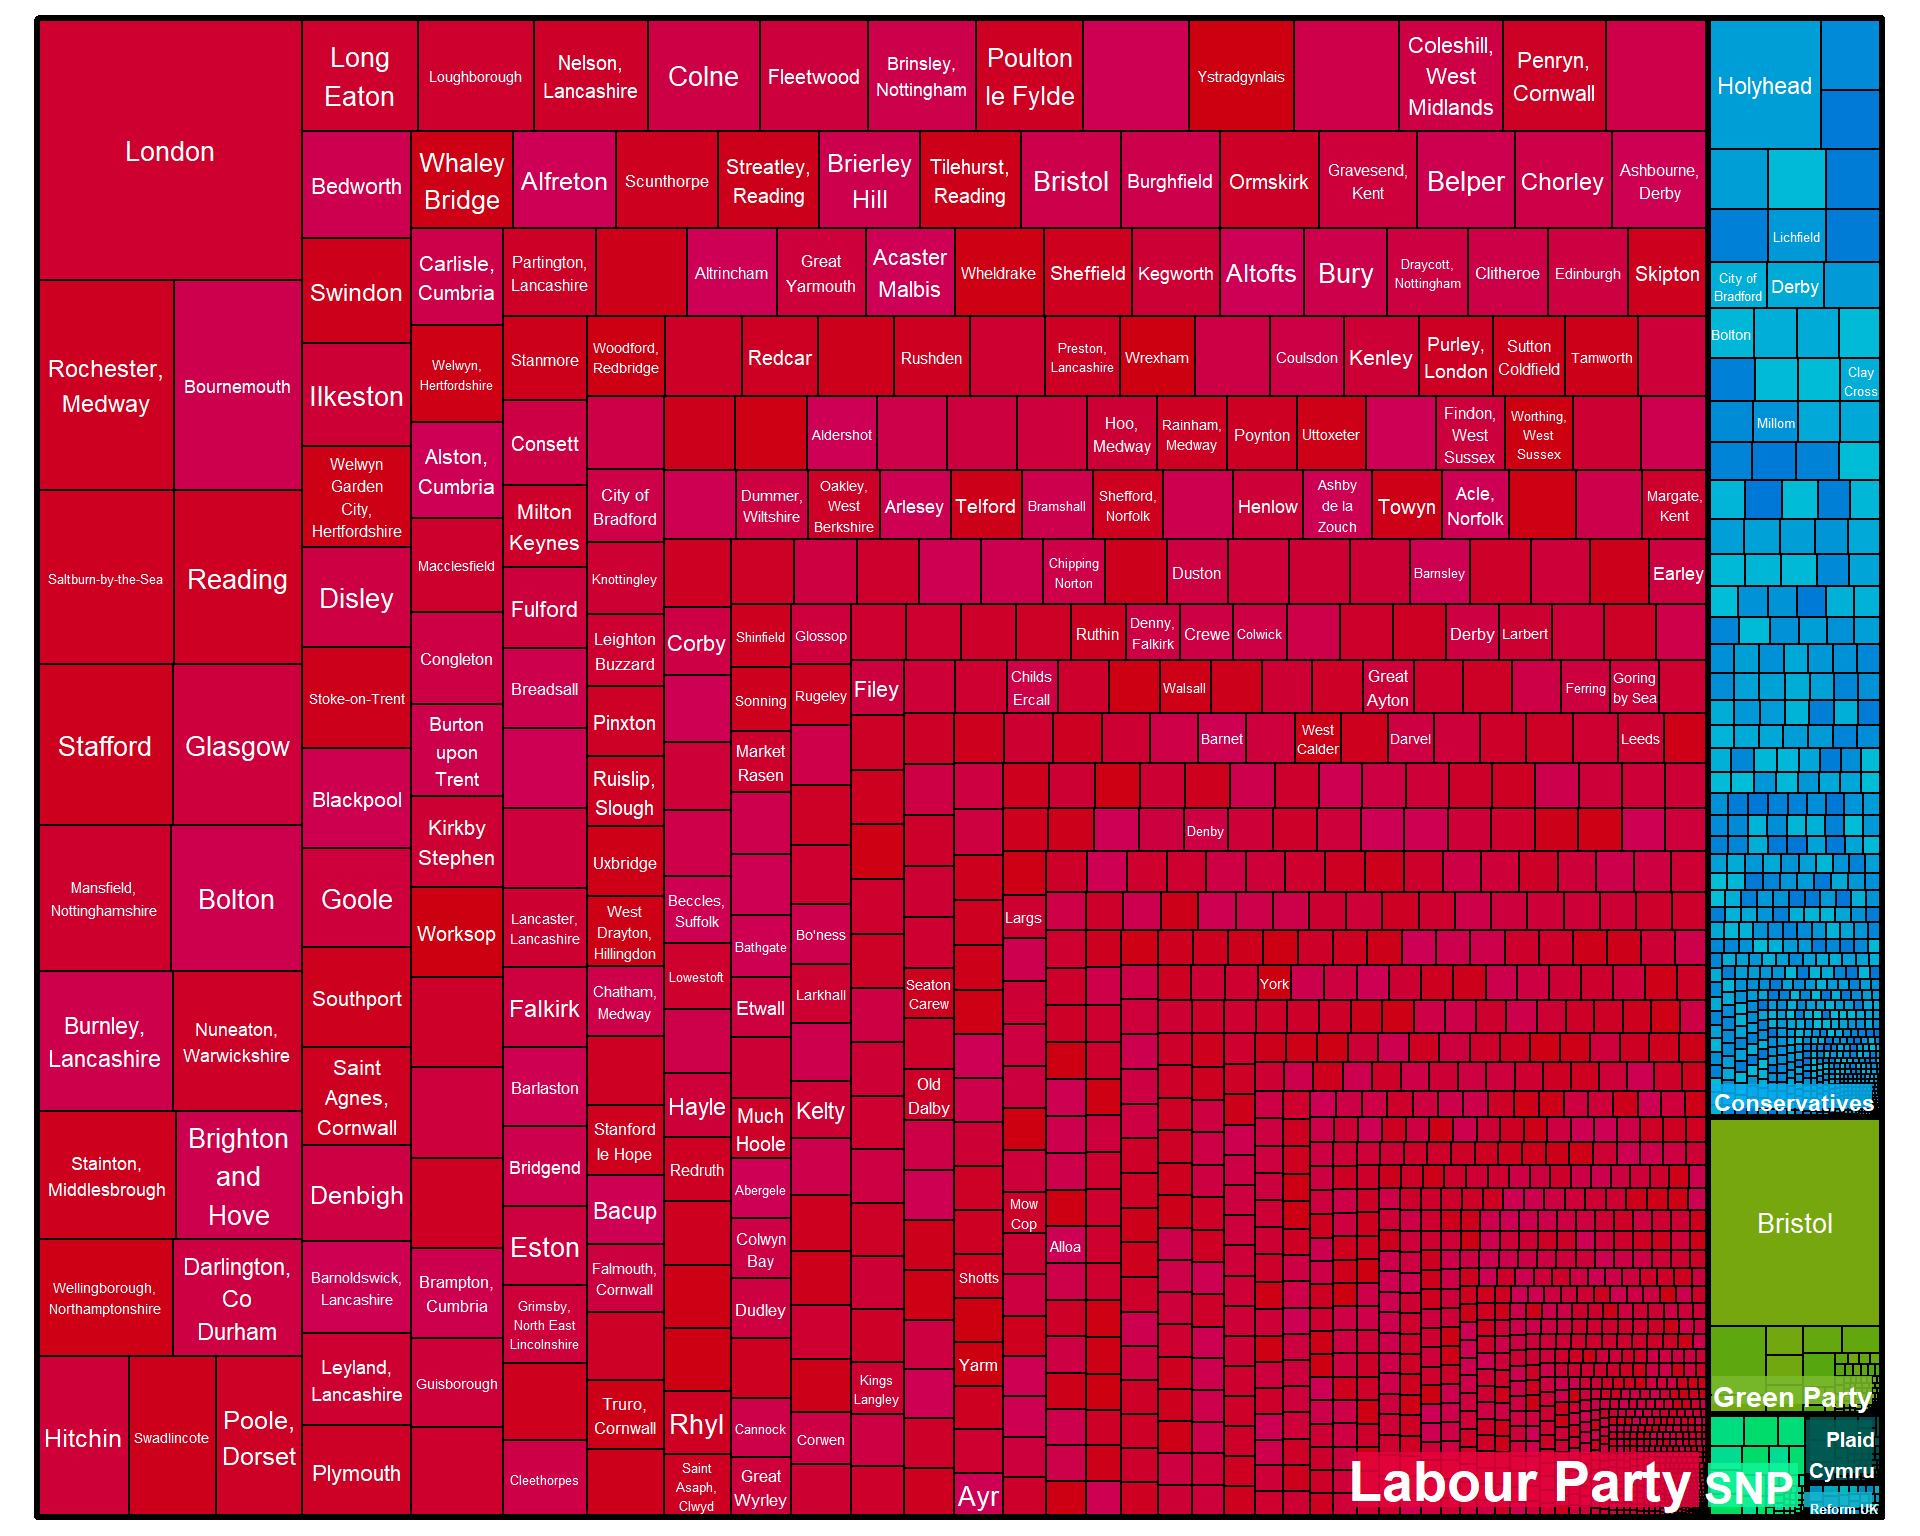 London
Long
Eaton
Loughborough
Nelson,
Lancashire
Colne
Fleetwood
Brinsley,
Nottingham
Poulton
le Fylde
Ystradgynlais
Coleshill,
West
Midlands
Penryn,
Cornwall
Bedworth
Whaley
Bridge
Alfreton
Scunthorpe
Streatley,
Reading
Brierley
Hill
Tilehurst,
Reading
Bristol
Burghfield
Ormskirk
Gravesend,
Kent
Belper
Chorley
Ashbourne,
Derby
Swindon
Carlisle,
Cumbria
Partington,
Lancashire
Altrincham
Great
Yarmouth
Acaster
Malbis
Wheldrake
Sheffield
Kegworth
Altofts
Bury
Draycott,
Nottingham
Clitheroe
Edinburgh
Skipton
Rochester,
Medway
Bournemouth
Ilkeston
Welwyn,
Hertfordshire
Stanmore
Woodford,
Redbridge
Redcar
Rushden
Preston,
Lancashire
Wrexham
Coulsdon
Kenley
Purley,
London
Sutton
Coldfield
Tamworth
Welwyn
Garden
City,
Hertfordshire
Alston,
Cumbria
Consett
Aldershot
Hoo,
Medway
Rainham,
Medway
Poynton
Uttoxeter
Findon,
West
Sussex
Worthing,
West
Sussex
Milton
Keynes
City of
Bradford
Dummer,
Wiltshire
Oakley,
West
Berkshire
Arlesey
Telford
Bramshall
Shefford,
Norfolk
Henlow
Ashby
de la
Zouch
Towyn
Acle,
Norfolk
Margate,
Kent
Saltburn-by-the-Sea
Reading
Disley
Macclesfield
Fulford
Knottingley
Chipping
Norton
Duston
Barnsley
Earley
Congleton
Breadsall
Leighton
Buzzard
Corby
Shinfield
Glossop
Ruthin
Denny,
Falkirk
Crewe
Colwick
Derby
Larbert
Stafford
Glasgow
Stoke-on-Trent
Burton
upon
Trent
Pinxton
Sonning
Rugeley
Filey
Childs
Ercall
Walsall
Great
Ayton
Ferring
Goring
by Sea
Market
Rasen
Barnet
West
Calder
Darvel
Leeds
Blackpool
Kirkby
Stephen
Ruislip,
Slough
Uxbridge
Denby
Mansfield,
Nottinghamshire
Bolton
Goole
Worksop
Lancaster,
Lancashire
West
Drayton,
Hillingdon
Beccles,
Suffolk
Bathgate
Bo'ness
Largs
Burnley,
Lancashire
Nuneaton,
Warwickshire
Southport
Falkirk
Chatham,
Medway
Lowestoft
Etwall
Larkhall
Seaton
Carew
York
Saint
Agnes,
Cornwall
Barlaston
Hayle
Much
Hoole
Kelty
Old
Dalby
Stainton,
Middlesbrough
Brighton
and
Hove
Denbigh
Bridgend
Stanford
le Hope
Redruth
Abergele
Bacup
Colwyn
Bay
Mow
Cop
Alloa
Wellingborough,
Northamptonshire
Darlington,
Co
Durham
Barnoldswick,
Lancashire
Brampton,
Cumbria
Eston
Falmouth,
Cornwall
Dudley
Shotts
Grimsby,
North East
Lincolnshire
Leyland,
Lancashire
Guisborough
Yarm
Kings
Langley
Hitchin
Swadlincote
Poole,
Dorset
Plymouth
Cleethorpes
Truro,
Cornwall
Rhyl
Saint
Asaph,
Clwyd
Cannock
Great
Wyrley
Corwen
Ayr
Labour Party
Holyhead
Lichfield
City of
Bradford
Derby
Bolton
Clay
Cross
Millom
Conservatives
Bristol
Green Party
SNP
Plaid
Cymru
Reform UK